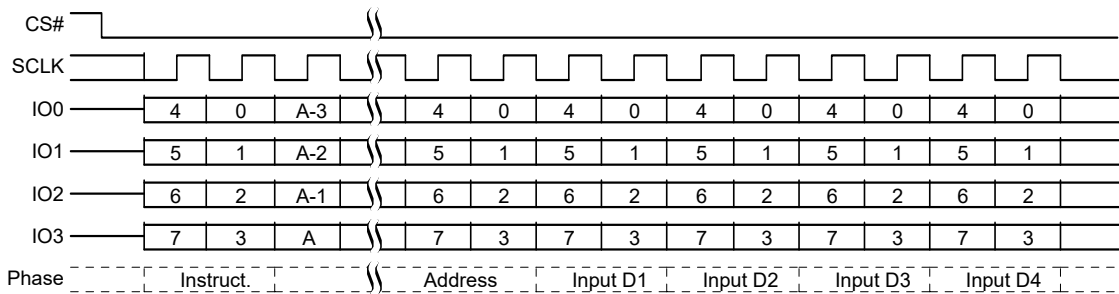 CS#
SCLK
IO0 4 0 A-3 4 0 4 0 4 0 4 0 4 0
IO1 5 1 A-2 5 1 5 1 5 1 5 1 5 1
IO2 6 2 A-1 6 2 6 2 6 2 6 2 6 2
IO3 7 3 A 7 3 7 3 7 3 7 3 7 3
Phase Instruct. Address Input D1 Input D2 Input D3 Input D4